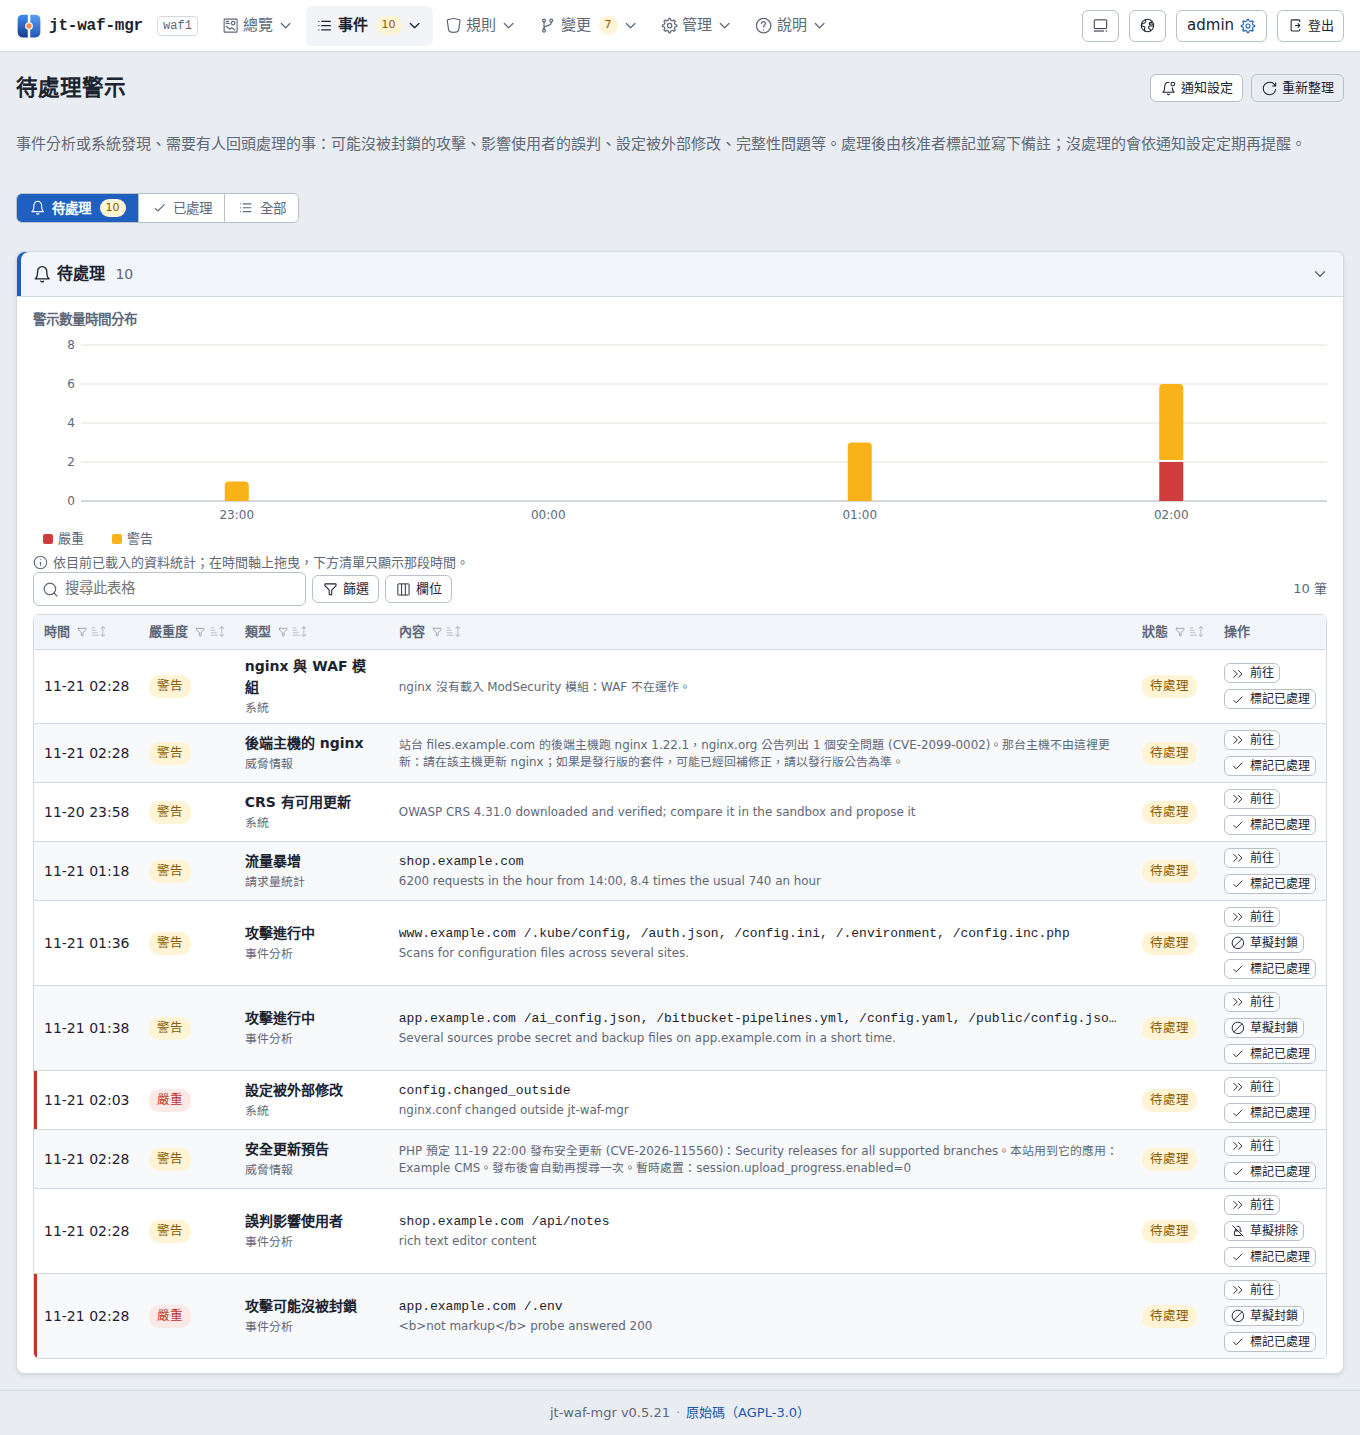 jt-waf-mgr waf1 總覽 事件 10 規則 變更 7 管理 說明 admin 登出
待處理警示 通知設定 重新整理
事件分析或系統發現、需要有人回頭處理的事：可能沒被封鎖的攻擊、影響使用者的誤判、設定被外部修改、完整性問題等。處理後由核准者標記並寫下備註；沒處理的會依通知設定定期再提醒。
待處理 10 已處理 全部
待處理 10
警示數量時間分布
8
6
4
2
0
23:00 00:00 01:00 02:00
嚴重 警告
依目前已載入的資料統計；在時間軸上拖曳，下方清單只顯示那段時間。
搜尋此表格 篩選 欄位 10 筆
時間 嚴重度 類型 內容 狀態 操作
11-21 02:28 警告 nginx 與 WAF 模組 系統 nginx 沒有載入 ModSecurity 模組：WAF 不在運作。 待處理 前往 標記已處理
11-21 02:28 警告 後端主機的 nginx 威脅情報 站台 files.example.com 的後端主機跑 nginx 1.22.1，nginx.org 公告列出 1 個安全問題 (CVE-2099-0002)。那台主機不由這裡更新：請在該主機更新 nginx；如果是發行版的套件，可能已經回補修正，請以發行版公告為準。 待處理 前往 標記已處理
11-20 23:58 警告 CRS 有可用更新 系統 OWASP CRS 4.31.0 downloaded and verified; compare it in the sandbox and propose it 待處理 前往 標記已處理
11-21 01:18 警告 流量暴增 請求量統計 shop.example.com 6200 requests in the hour from 14:00, 8.4 times the usual 740 an hour 待處理 前往 標記已處理
11-21 01:36 警告 攻擊進行中 事件分析 www.example.com /.kube/config, /auth.json, /config.ini, /.environment, /config.inc.php Scans for configuration files across several sites. 待處理 前往 草擬封鎖 標記已處理
11-21 01:38 警告 攻擊進行中 事件分析 app.example.com /ai_config.json, /bitbucket-pipelines.yml, /config.yaml, /public/config.jso… Several sources probe secret and backup files on app.example.com in a short time. 待處理 前往 草擬封鎖 標記已處理
11-21 02:03 嚴重 設定被外部修改 系統 config.changed_outside nginx.conf changed outside jt-waf-mgr 待處理 前往 標記已處理
11-21 02:28 警告 安全更新預告 威脅情報 PHP 預定 11-19 22:00 發布安全更新 (CVE-2026-115560)：Security releases for all supported branches。本站用到它的應用：Example CMS。發布後會自動再搜尋一次。暫時處置：session.upload_progress.enabled=0 待處理 前往 標記已處理
11-21 02:28 警告 誤判影響使用者 事件分析 shop.example.com /api/notes rich text editor content 待處理 前往 草擬排除 標記已處理
11-21 02:28 嚴重 攻擊可能沒被封鎖 事件分析 app.example.com /.env <b>not markup</b> probe answered 200 待處理 前往 草擬封鎖 標記已處理
jt-waf-mgr v0.5.21 · 原始碼（AGPL-3.0）